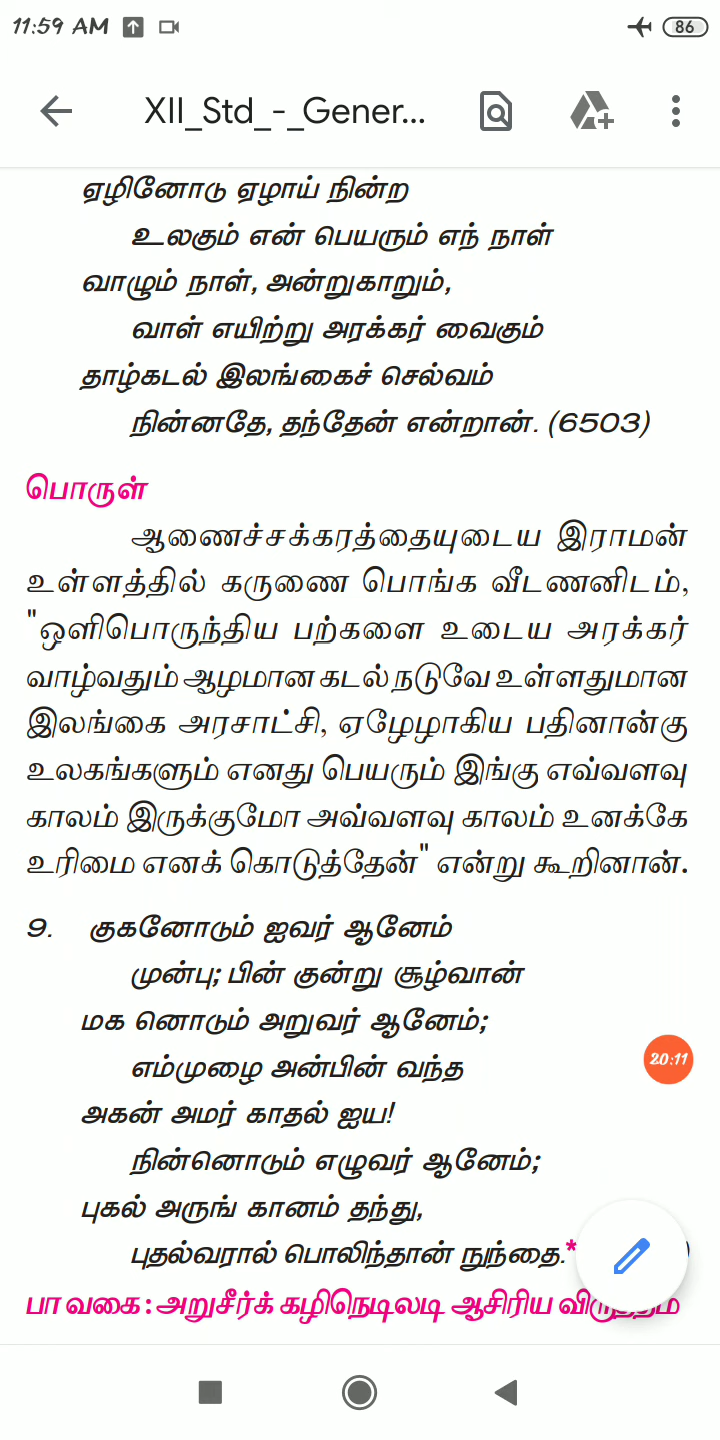 11:59 AM 86
XII_Std_-_Gener...
ஏழினோடு ஏழாய் நின்ற
உலகும் என் பெயரும் எந் நாள்
வாழும் நாள், அன்றுகாறும்,
வாள் எயிற்று அரக்கர் வைகும்
தாழ்கடல் இலங்கைச் செல்வம்
நின்னதே, தந்தேன் என்றான். (6503)
பொருள்
ஆணைச்சக்கரத்தையுடைய இராமன்
உள்ளத்தில் கருணை பொங்க வீடணனிடம்,
"ஒளிபொருந்திய பற்களை உடைய அரக்கர்
வாழ்வதும் ஆழமான கடல் நடுவே உள்ளதுமான
இலங்கை அரசாட்சி, ஏழேழாகிய பதினான்கு
உலகங்களும் எனது பெயரும் இங்கு எவ்வளவு
காலம் இருக்குமோ அவ்வளவு காலம் உனக்கே
உரிமை எனக் கொடுத்தேன்" என்று கூறினான்.
9. குகனோடும் ஐவர் ஆனேம்
முன்பு; பின் குன்று சூழ்வான்
மக னொடும் அறுவர் ஆனேம்;
எம்முழை அன்பின் வந்த
20:11
அகன் அமர் காதல் ஐய!
நின்னொடும் எழுவர் ஆனேம்;
புகல் அருங் கானம் தந்து,
புதல்வரால் பொலிந்தான் நுந்தை.* )
பா வகை : அறுசீர்க் கழிநெடிலடி ஆசிரிய